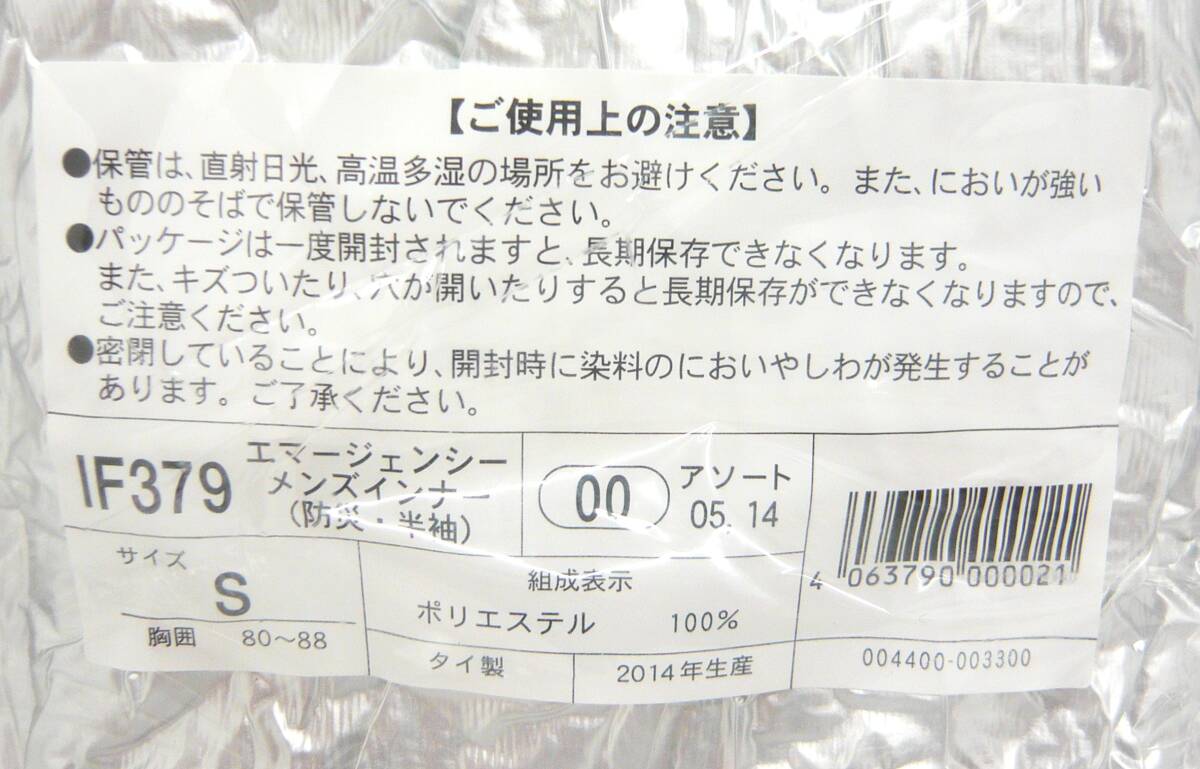 【ご使用上の注意】
●保管は、直射日光、高温多湿の場所をお避けください。また、においが強い
もののそばで保管しないでください。
●パッケージは一度開封されますと、長期保存できなくなります。
また、キズついたり、穴が開いたりすると長期保存ができなくなりますので、
ご注意ください。
●密閉していることにより、開封時に染料のにおいやしわが発生することが
あります。ご了承ください。
IF379
エマージェンシー
メンズインナー
(防災・半袖)
00
アソート
05.14
4 063790 000021
サイズ
S
胸囲 80〜88
組成表示
ポリエステル 100%
タイ製
2014年生産
004400-003300